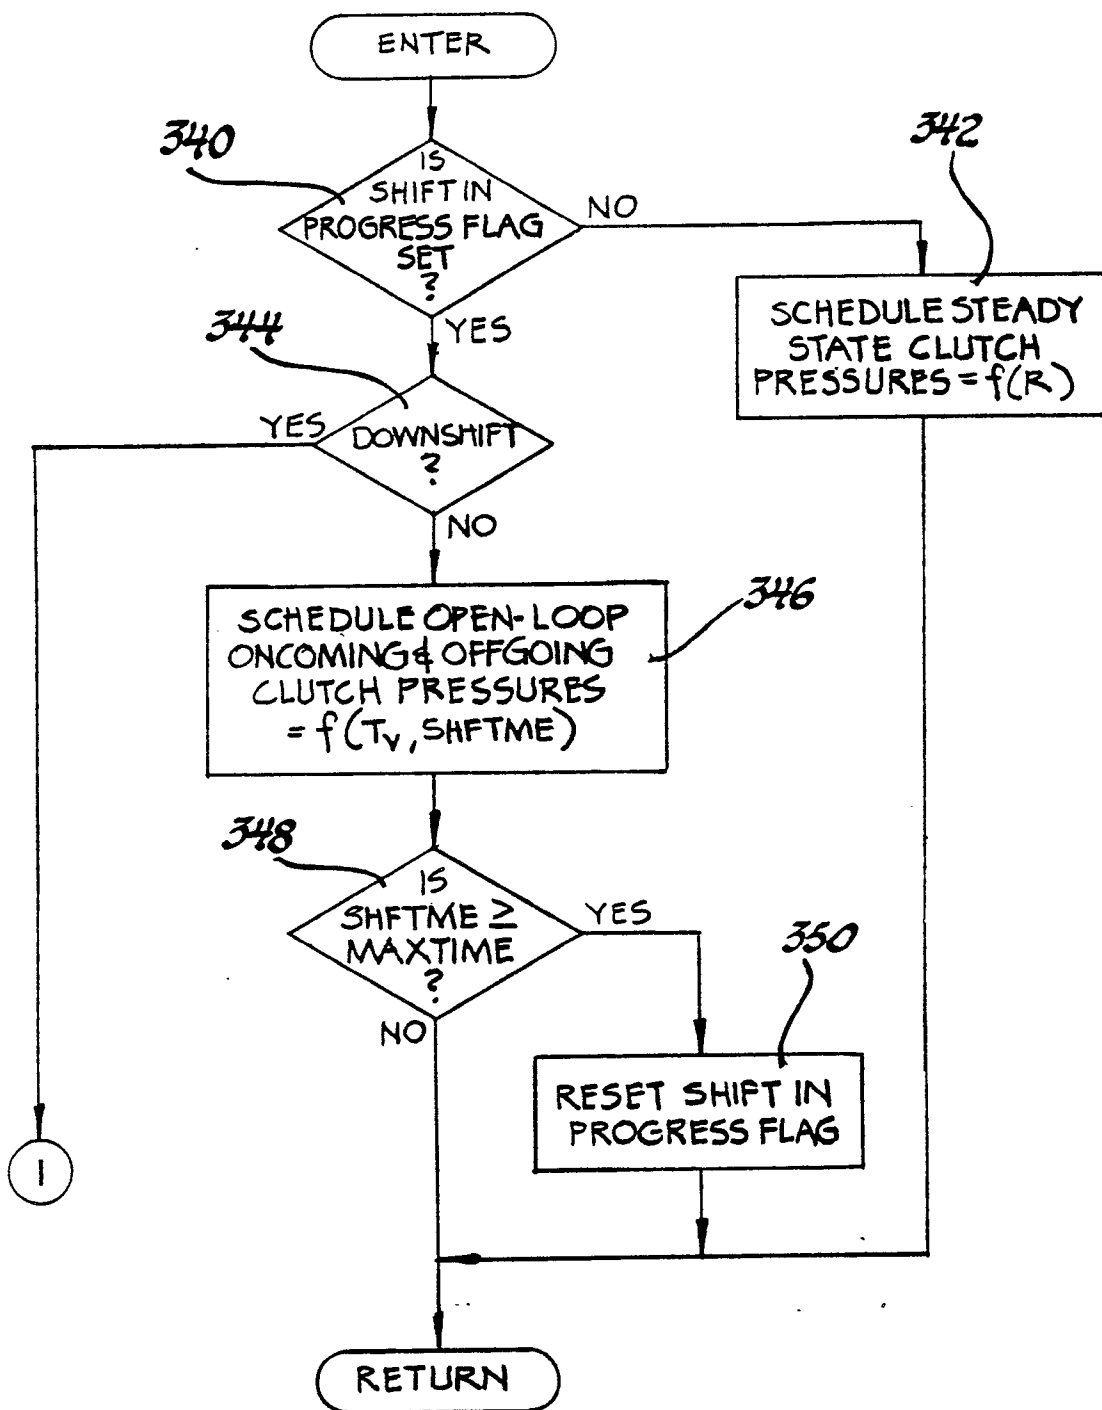 ENTER
340
IS
SHIFT IN
PROGRESS FLAG
SET
?
NO
342
SCHEDULE STEADY
STATE CLUTCH
PRESSURES = f(R)
YES
344
YES
DOWNSHIFT
?
NO
346
SCHEDULE OPEN-LOOP
ONCOMING & OFFGOING
CLUTCH PRESSURES
= f(Tv, SHFTME)
348
IS
SHFTME ≥
MAXTIME
?
YES
NO
350
RESET SHIFT IN
PROGRESS FLAG
1
RETURN